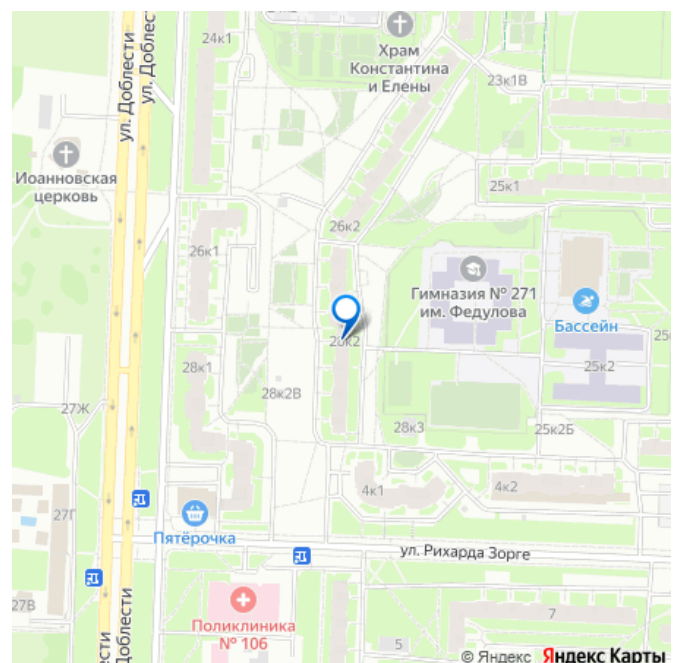 24к2
24к1
ул. Доблести
ул. Доблести
Храм
Константина
и Елены
23к1В
Иоанновская
церковь
25к1
26к2
26к1
Гимназия № 271
им. Федулова
Бассейн
28к1
28к2В
25к2
27Ж
28к3
25к2Б
27Г
4к1
4к2
Пятёрочка
ул. Рихарда Зорге
27В
Поликлиника
№ 106
7
5
Доблести
© Яндекс Яндекс Карты